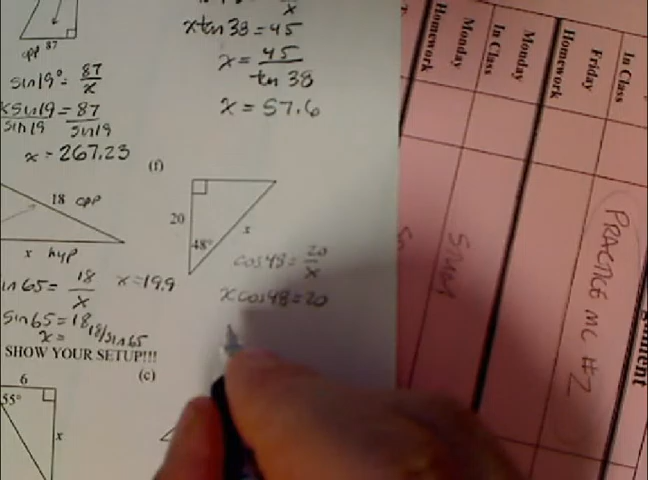 x
x tan 38 = 45
opp 87
x = 45 / tan 38
sin 19° = 87 / x
x sin 19 = 87
sin 19 sin 19
x = 57.6
x = 267.23
(f)
18 opp
20
x
48°
x hyp
cos 48 = 20 / x
in 65 = 18 / x
x = 19.9
x cos 48 = 20
sin 65 = 18
x = 18/sin 65
SHOW YOUR SETUP!!!
(c)
6
55°
x
Homework
Monday
In Class
Monday
Homework
Friday
In Class
PRACTICE MC #2